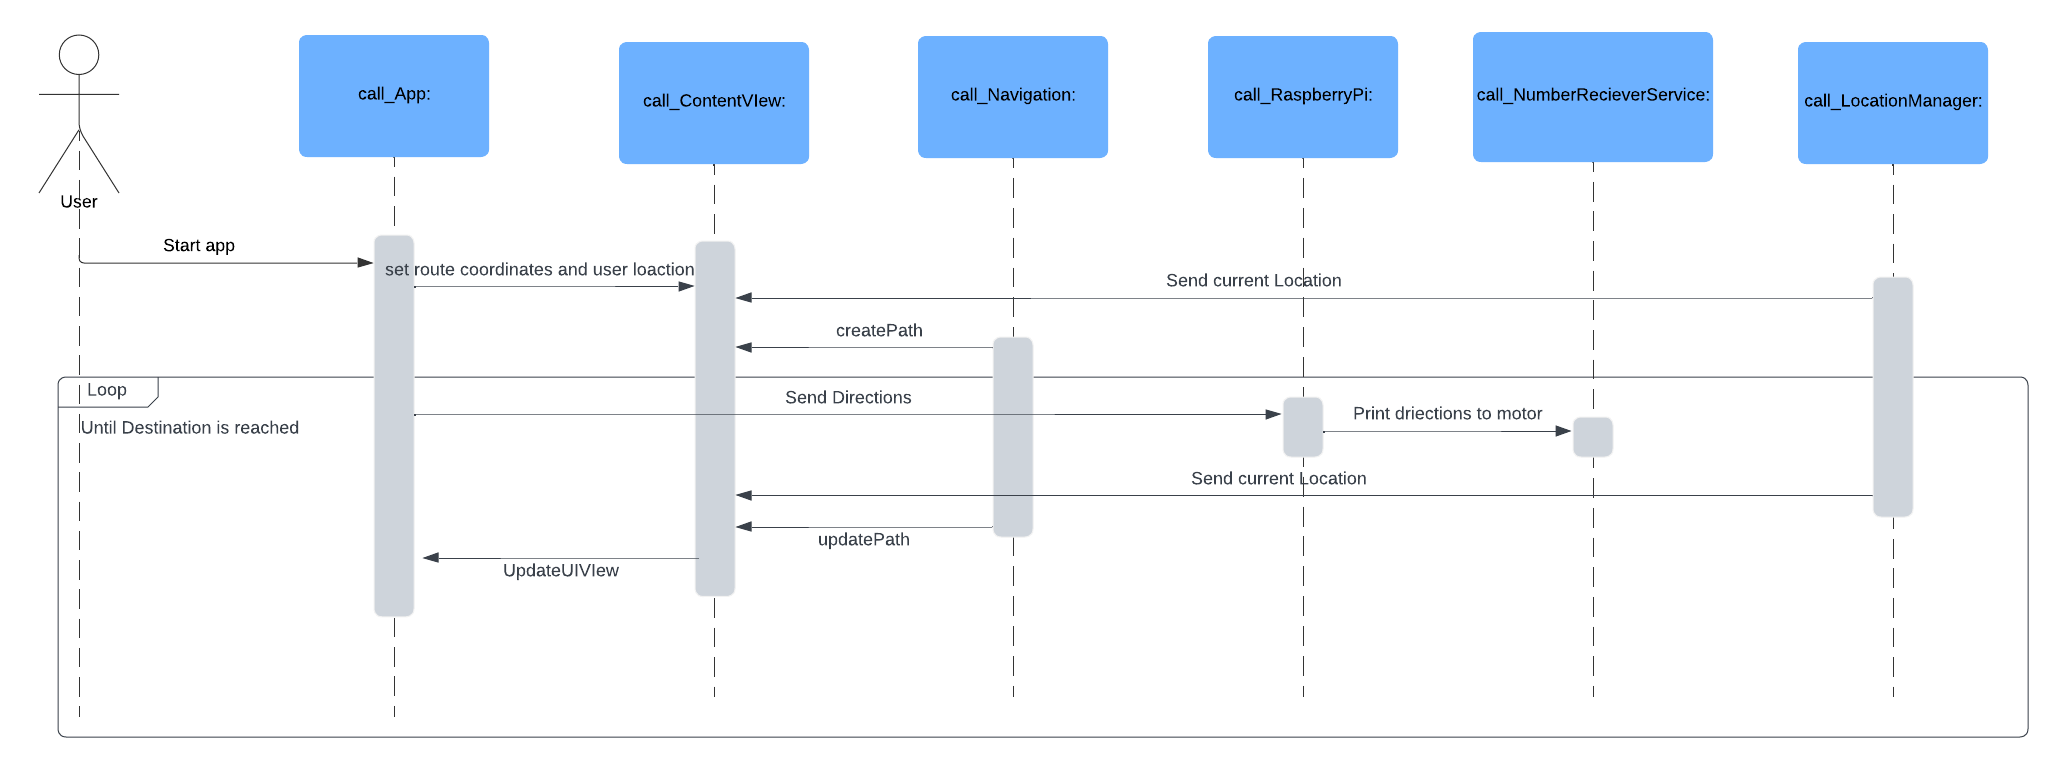 User
call_App:
call_ContentVIew:
call_Navigation:
call_RaspberryPi:
call_NumberRecieverService:
call_LocationManager:
Start app
set route coordinates and user loaction
Send current Location
createPath
Loop
Until Destination is reached
Send Directions
Print driections to motor
Send current Location
updatePath
UpdateUIVIew